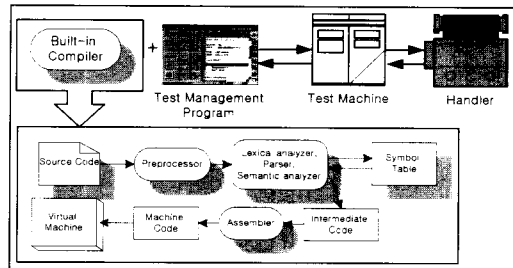 Built-in
Compiler
+
Test Management
Program
Test Machine
Handler
Source Code
Preprocessor
Lexical analyzer,
Parser,
Semantic analyzer
Symbol
Table
Virtual
Machine
Machine
Code
Assembler
Intermediate
Code